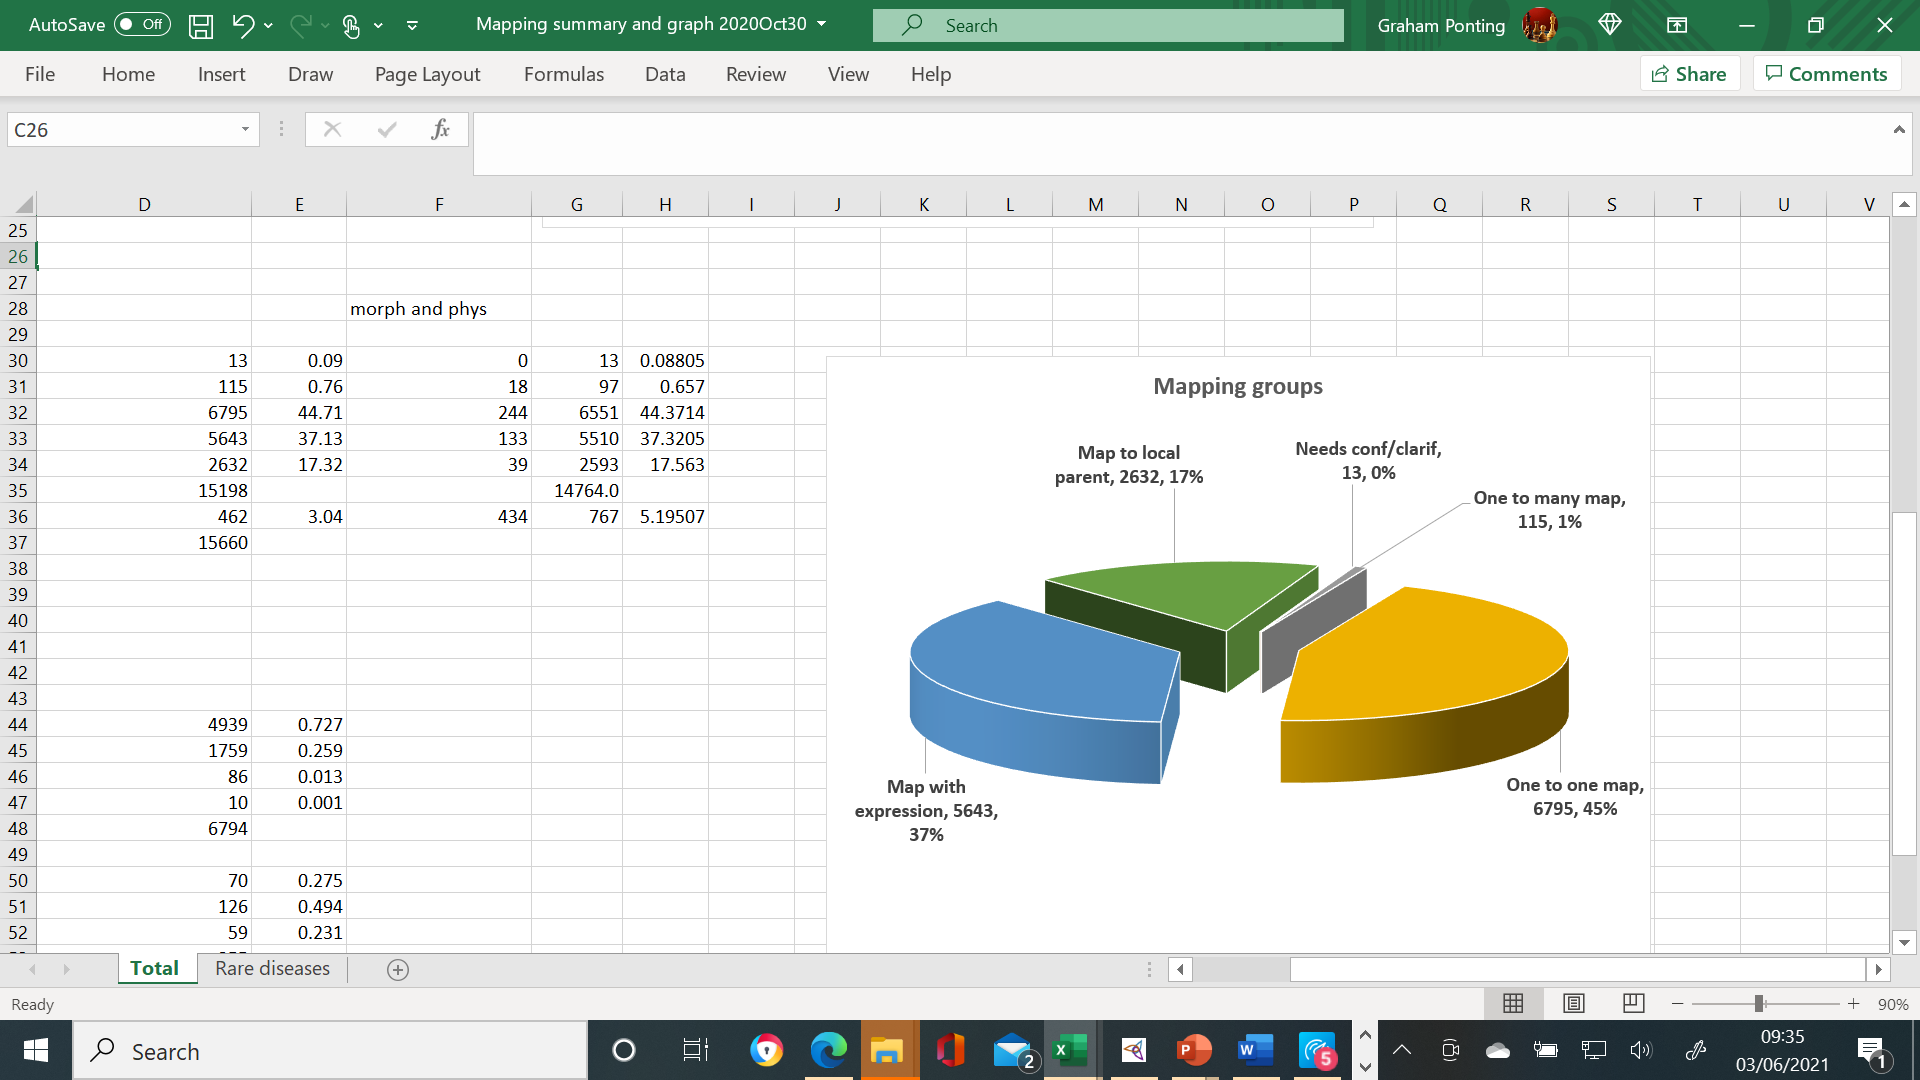 AutoSave Off Mapping summary and graph 2020Oct30 Search Graham Ponting
File Home Insert Draw Page Layout Formulas Data Review View Help Share Comments
C26 fx
D E F G H I J K L M N O P Q R S T U V
25
26
27
28 morph and phys
29
30 13 0.09 0 13 0.08805
31 115 0.76 18 97 0.657
32 6795 44.71 244 6551 44.3714
33 5643 37.13 133 5510 37.3205
34 2632 17.32 39 2593 17.563
35 15198 14764.0
36 462 3.04 434 767 5.19507
37 15660
38
39
40
41
42
43
44 4939 0.727
45 1759 0.259
46 86 0.013
47 10 0.001
48 6794
49
50 70 0.275
51 126 0.494
52 59 0.231
Mapping groups
Map to local
parent, 2632, 17%
Needs conf/clarif,
13, 0%
One to many map,
115, 1%
Map with
expression, 5643,
37%
One to one map,
6795, 45%
Total Rare diseases
Ready 90%
Search 2 X P W 5 09:35
03/06/2021 1